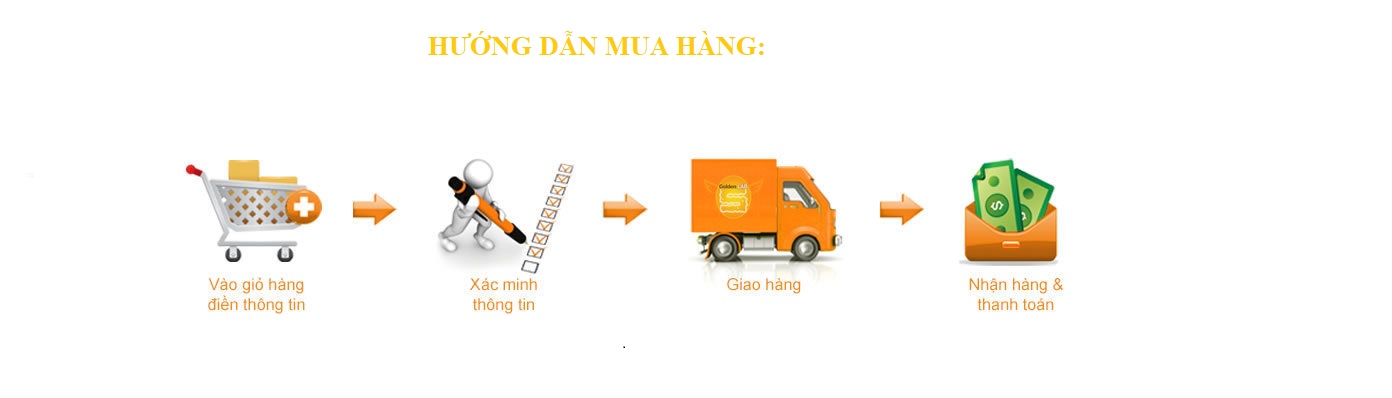 HƯỚNG DẪN MUA HÀNG:
Vào giỏ hàng
điền thông tin
Xác minh
thông tin
Golden
Giao hàng
Nhận hàng &
thanh toán